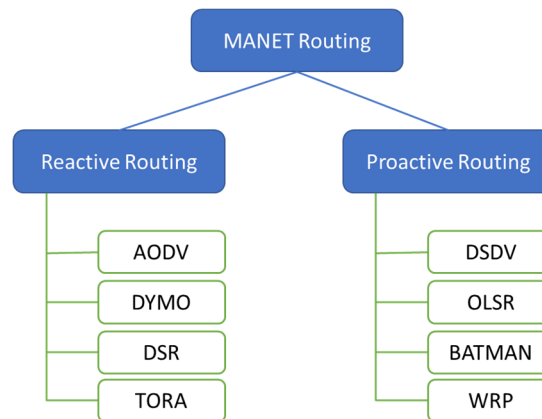 MANET Routing
Reactive Routing
Proactive Routing
AODV
DYMO
DSR
TORA
DSDV
OLSR
BATMAN
WRP